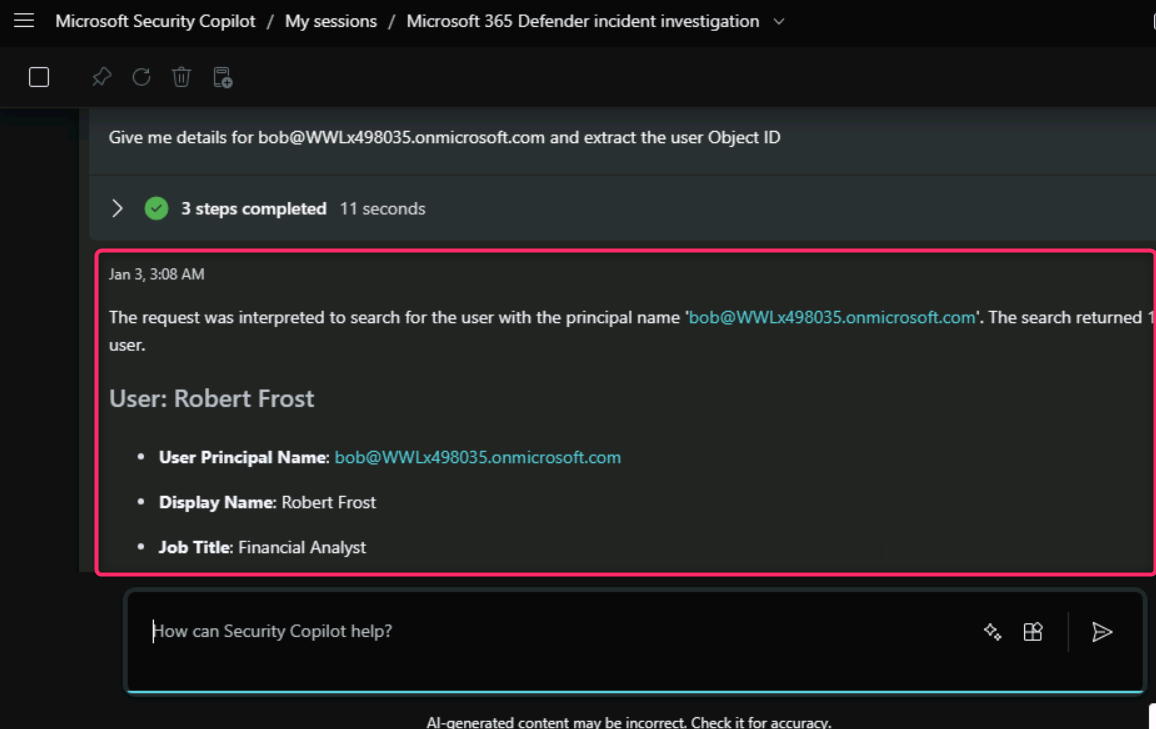 Microsoft Security Copilot / My sessions / Microsoft 365 Defender incident investigation
Give me details for bob@WWLx498035.onmicrosoft.com and extract the user Object ID
3 steps completed 11 seconds
Jan 3, 3:08 AM
The request was interpreted to search for the user with the principal name 'bob@WWLx498035.onmicrosoft.com'. The search returned 1
user.
User: Robert Frost
• User Principal Name: bob@WWLx498035.onmicrosoft.com
• Display Name: Robert Frost
• Job Title: Financial Analyst
How can Security Copilot help?
AI-generated content may be incorrect. Check it for accuracy.